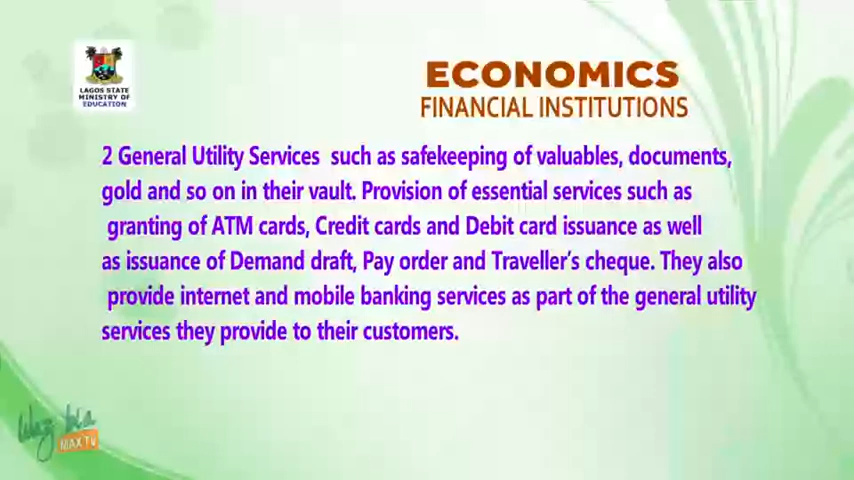 LAGOS STATE
MINISTRY OF
EDUCATION
ECONOMICS
FINANCIAL INSTITUTIONS
2 General Utility Services such as safekeeping of valuables, documents,
gold and so on in their vault. Provision of essential services such as
granting of ATM cards, Credit cards and Debit card issuance as well
as issuance of Demand draft, Pay order and Traveller's cheque. They also
provide internet and mobile banking services as part of the general utility
services they provide to their customers.
MAX TV